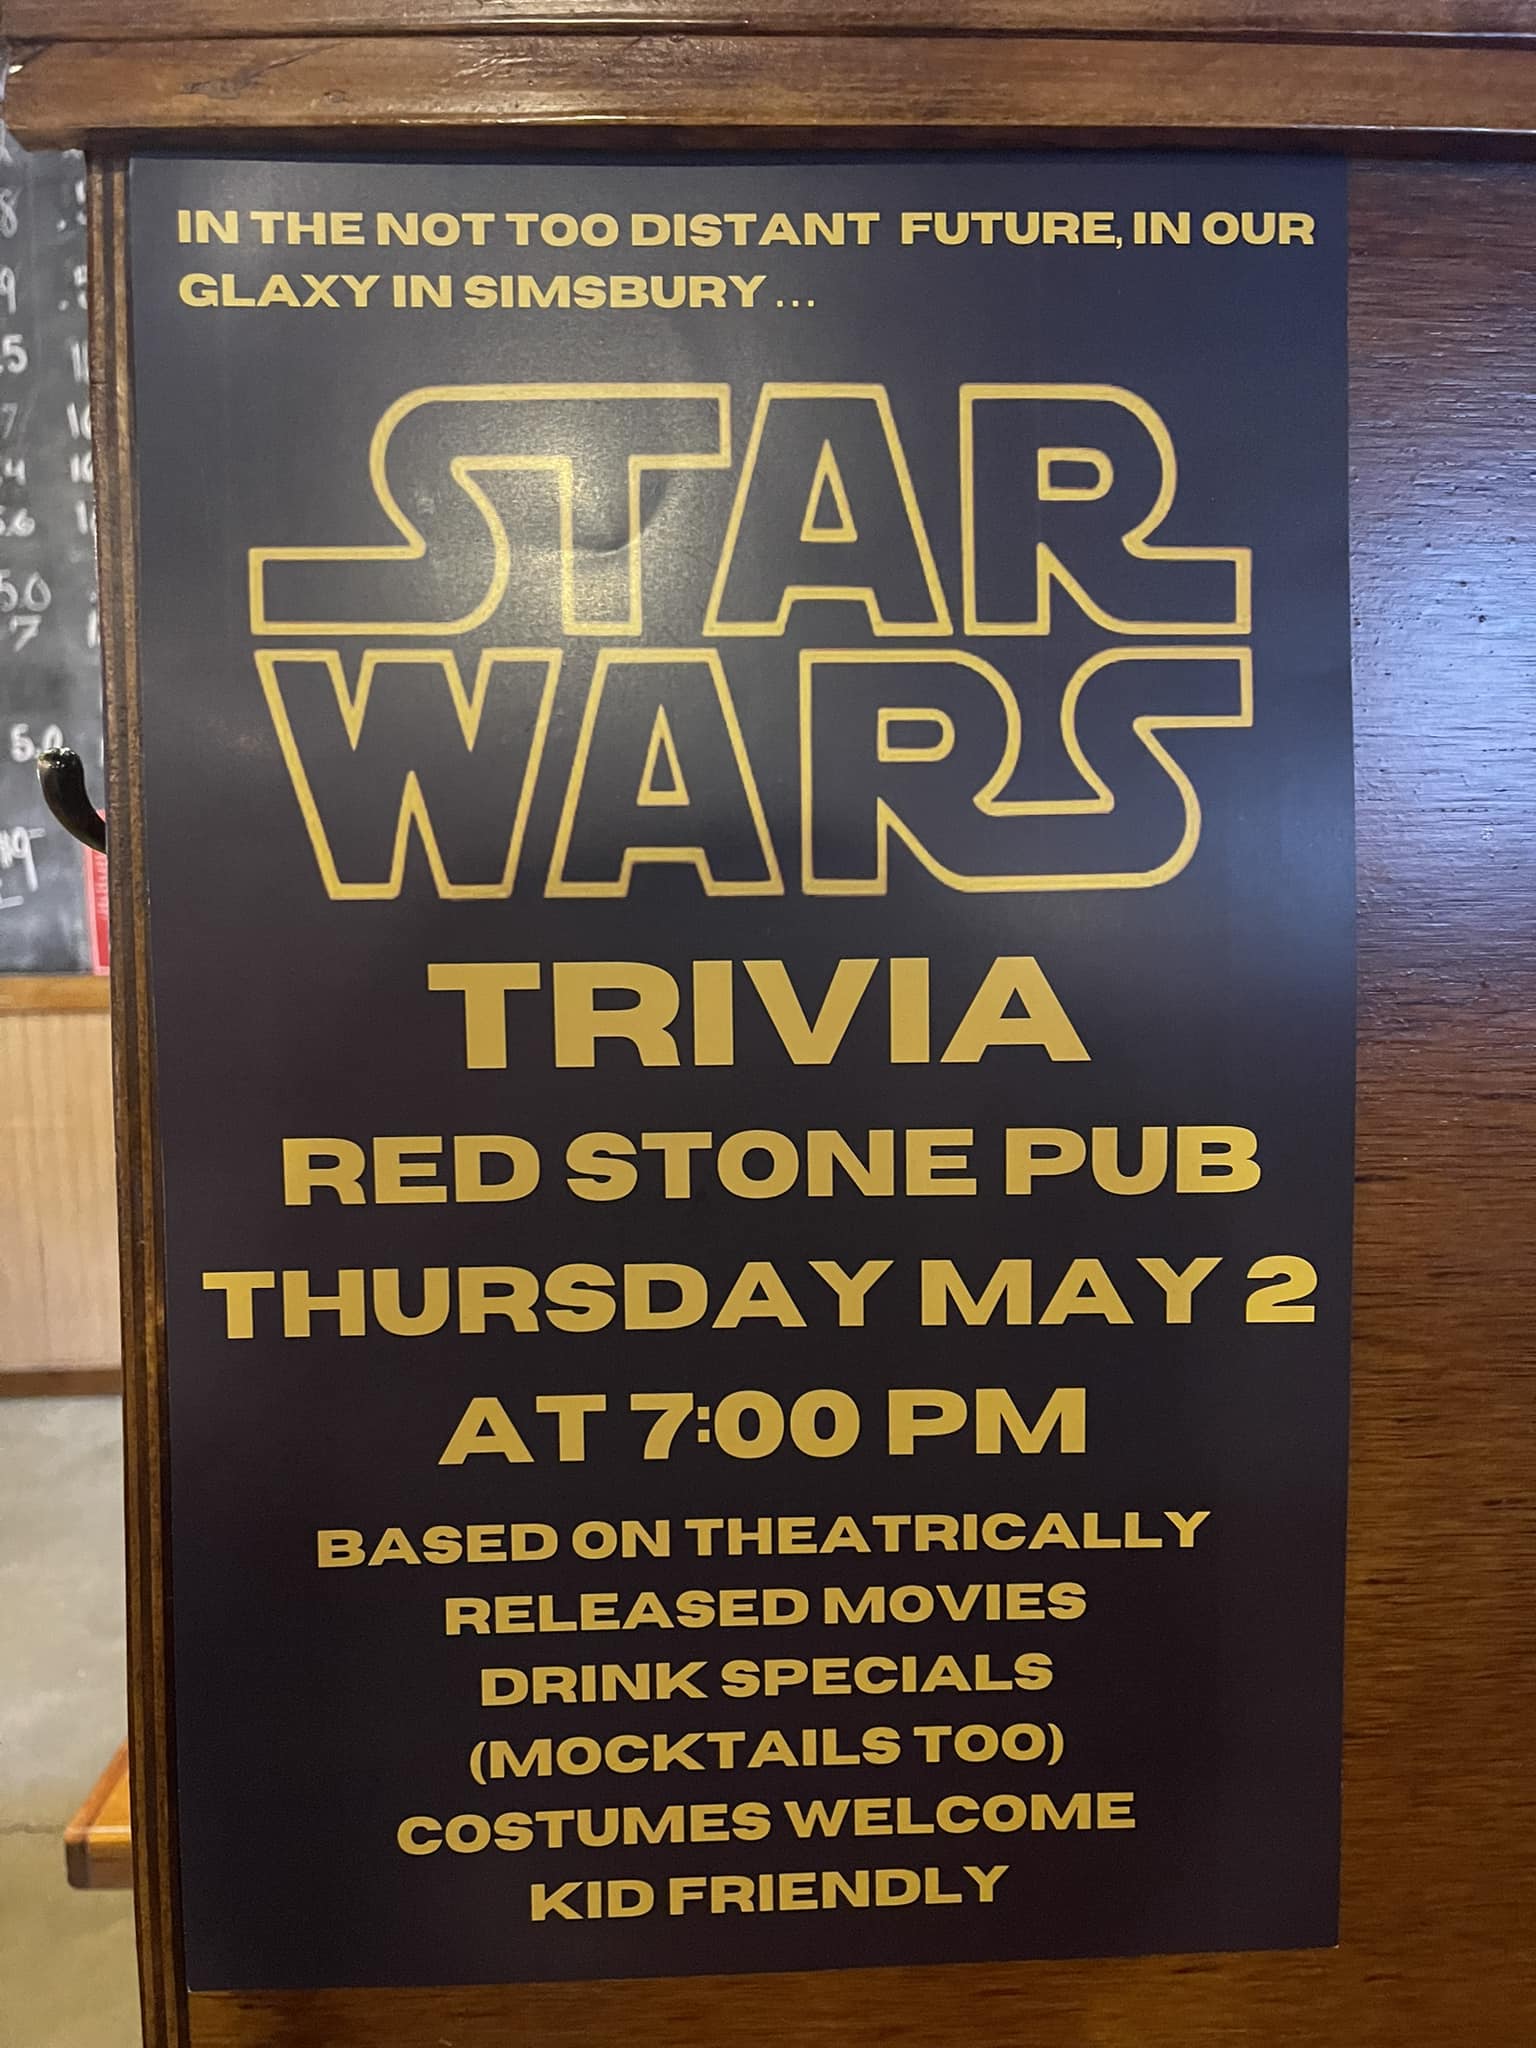 IN THE NOT TOO DISTANT FUTURE, IN OUR
GLAXY IN SIMSBURY ...
STAR
WARS
TRIVIA
RED STONE PUB
THURSDAY MAY 2
AT 7:00 PM
BASED ON THEATRICALLY
RELEASED MOVIES
DRINK SPECIALS
(MOCKTAILS TOO)
COSTUMES WELCOME
KID FRIENDLY